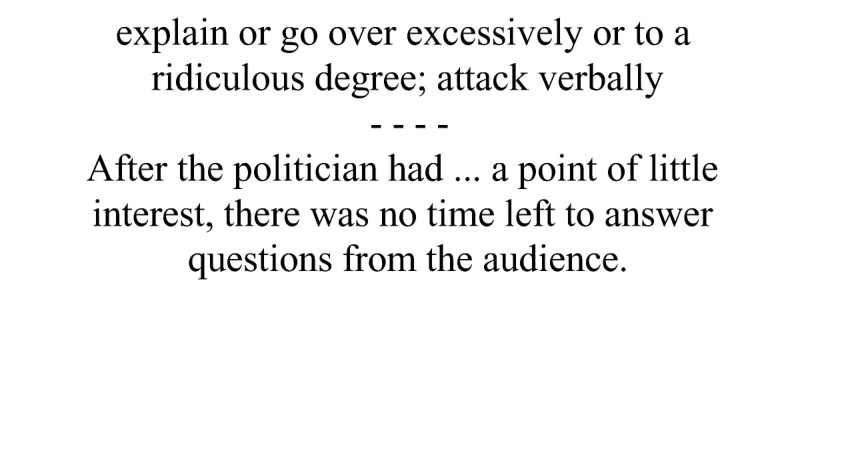 explain or go over excessively or to a
ridiculous degree; attack verbally
- - - -
After the politician had ... a point of little
interest, there was no time left to answer
questions from the audience.